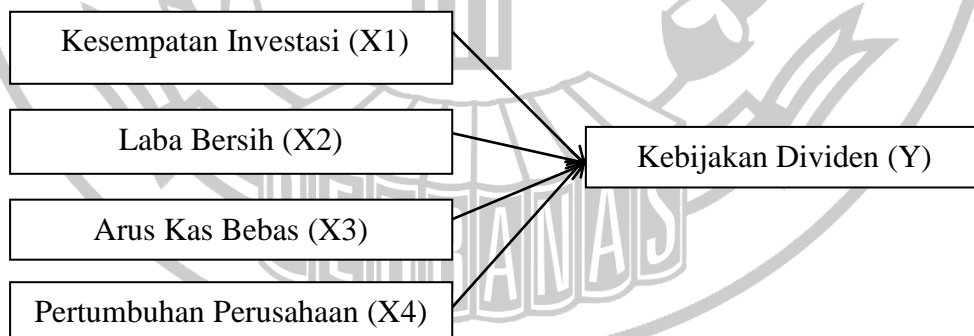 Kesempatan Investasi (X1)
Laba Bersih (X2)
Kebijakan Dividen (Y)
Arus Kas Bebas (X3)
Pertumbuhan Perusahaan (X4)